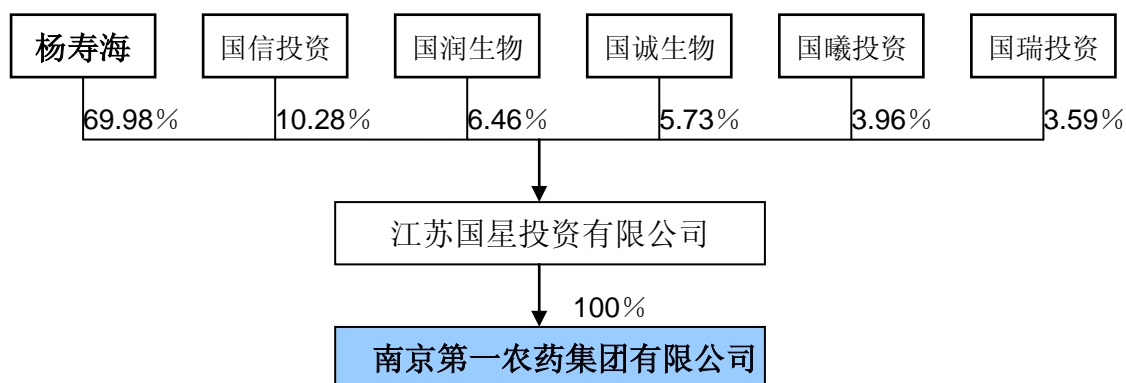 杨寿海 国信投资 国润生物 国诚生物 国曦投资 国瑞投资
69.98% 10.28% 6.46% 5.73% 3.96% 3.59%
江苏国星投资有限公司
100%
南京第一农药集团有限公司